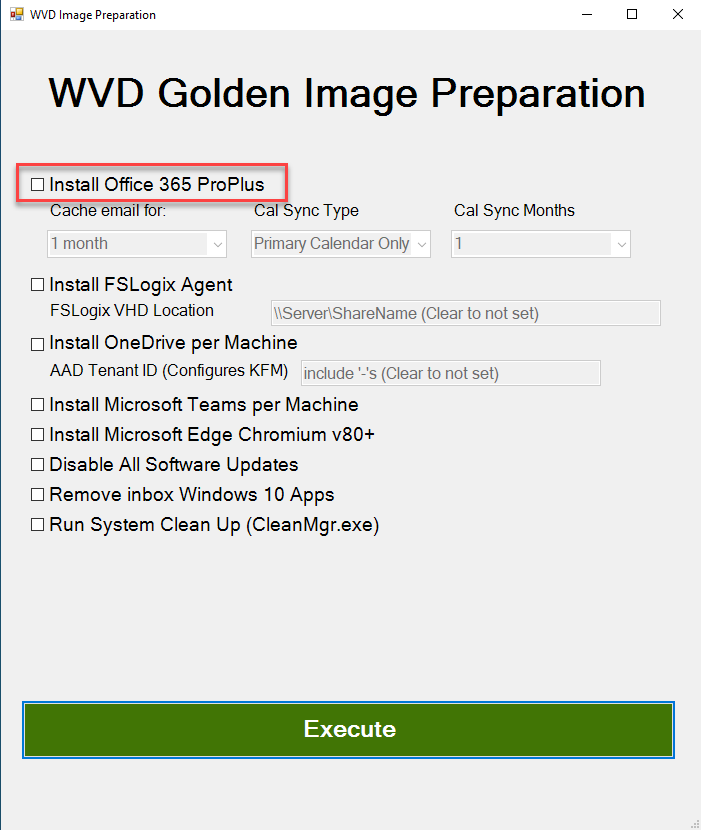 WVD Image Preparation
WVD Golden Image Preparation
Install Office 365 ProPlus
Cache email for: Cal Sync Type Cal Sync Months
1 month Primary Calendar Only 1
Install FSLogix Agent
FSLogix VHD Location \\Server\ShareName (Clear to not set)
Install OneDrive per Machine
AAD Tenant ID (Configures KFM) include '-'s (Clear to not set)
Install Microsoft Teams per Machine
Install Microsoft Edge Chromium v80+
Disable All Software Updates
Remove inbox Windows 10 Apps
Run System Clean Up (CleanMgr.exe)
Execute